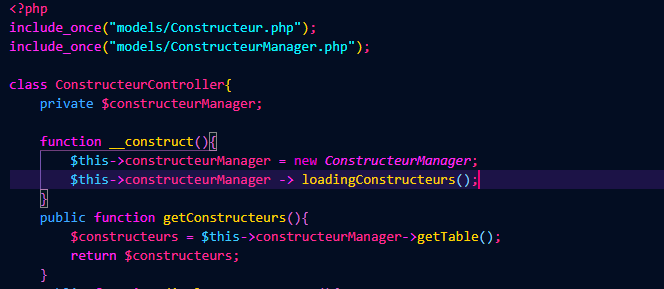 <?php
include_once("models/Constructeur.php");
include_once("models/ConstructeurManager.php");
class ConstructeurController{
private $constructeurManager;
function __construct(){
$this->constructeurManager = new ConstructeurManager;
$this->constructeurManager -> loadingConstructeurs();
}
public function getConstructeurs(){
$constructeurs = $this->constructeurManager->getTable();
return $constructeurs;
}